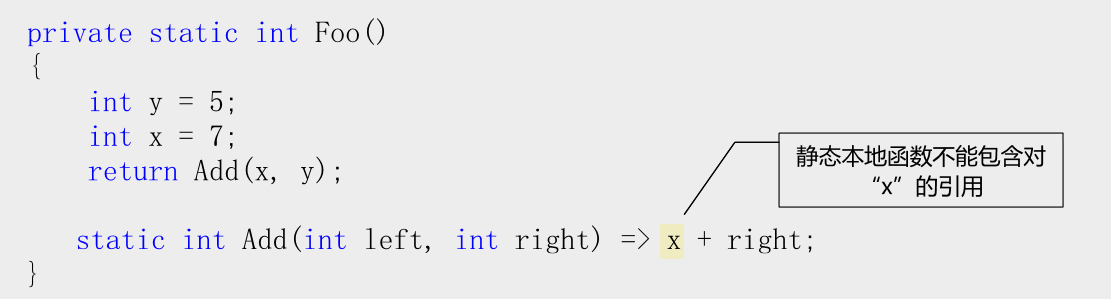 private static int Foo()
{
int y = 5;
int x = 7;
return Add(x, y);
静态本地函数不能包含对
“x”的引用
static int Add(int left, int right) => x + right;
}